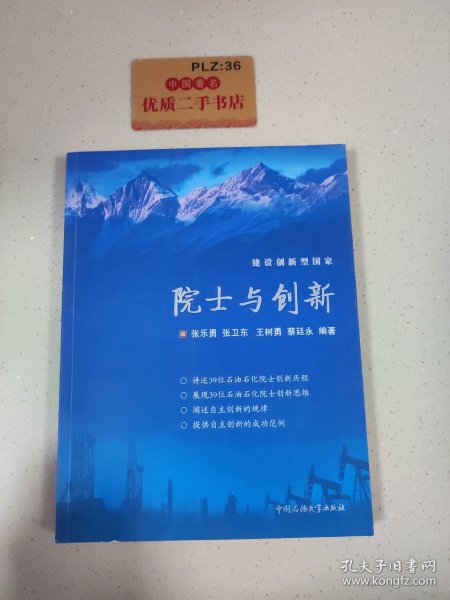 PLZ:36
中国著名
优质二手书店
建设创新型国家
院士与创新
张乐勇 张卫东 王树勇 蔡廷永 编著
○ 讲述39位石油石化院士创新历程
○ 展现39位石油石化院士创新思维
○ 阐述自主创新的规律
○ 提供自主创新的成功范例
中国石油大学出版社
孔夫子旧书网
www.kongfz.com